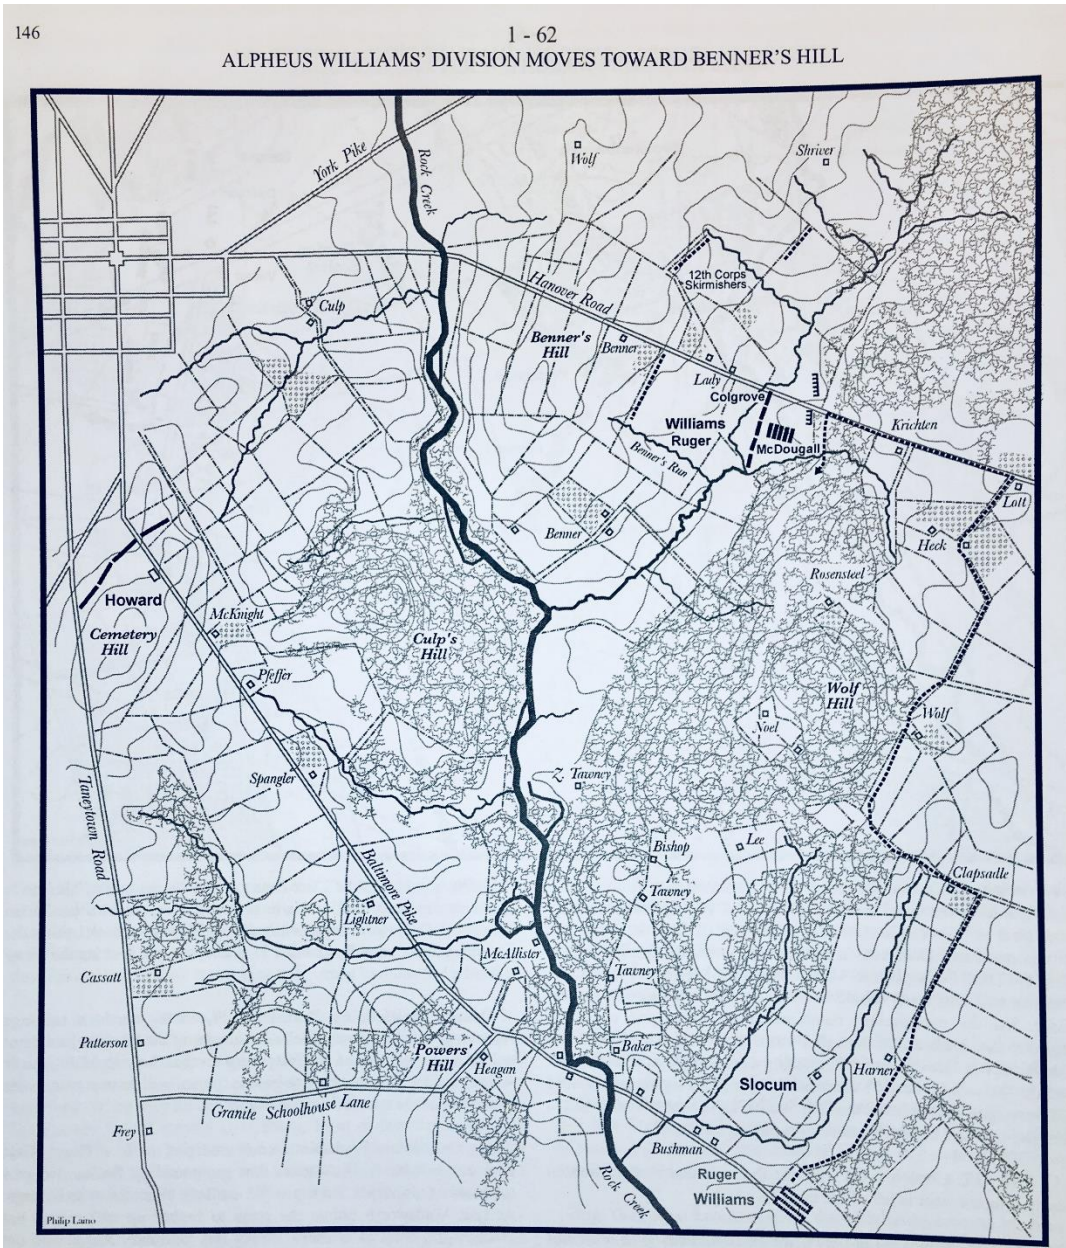 146
1 - 62
ALPHEUS WILLIAMS' DIVISION MOVES TOWARD BENNER'S HILL
York Pike
Rock Creek
Wolf
Shriver
12th Corps
Skirmishers
Hanover Road
Culp
Benner's
Hill
Benner
Lady
Colgrove
Williams
Ruger
McDougall
Krichten
Benner's Run
Lott
Benner
Heck
Rosensteel
Howard
Cemetery
Hill
McKnight
Culp's
Hill
Pfeffer
Wolf
Hill
Noel
Wolf
Taneytown Road
Spangler
Z Tawney
Baltimore Pike
Bishop
Lee
Tawney
Clapsadle
Lightner
McAllister
Cassatt
Tawney
Patterson
Powers'
Hill
Heagan
Baker
Slocum
Harner
Granite Schoolhouse Lane
Frey
Bushman
Rock Creek
Ruger
Williams
Philip Laino